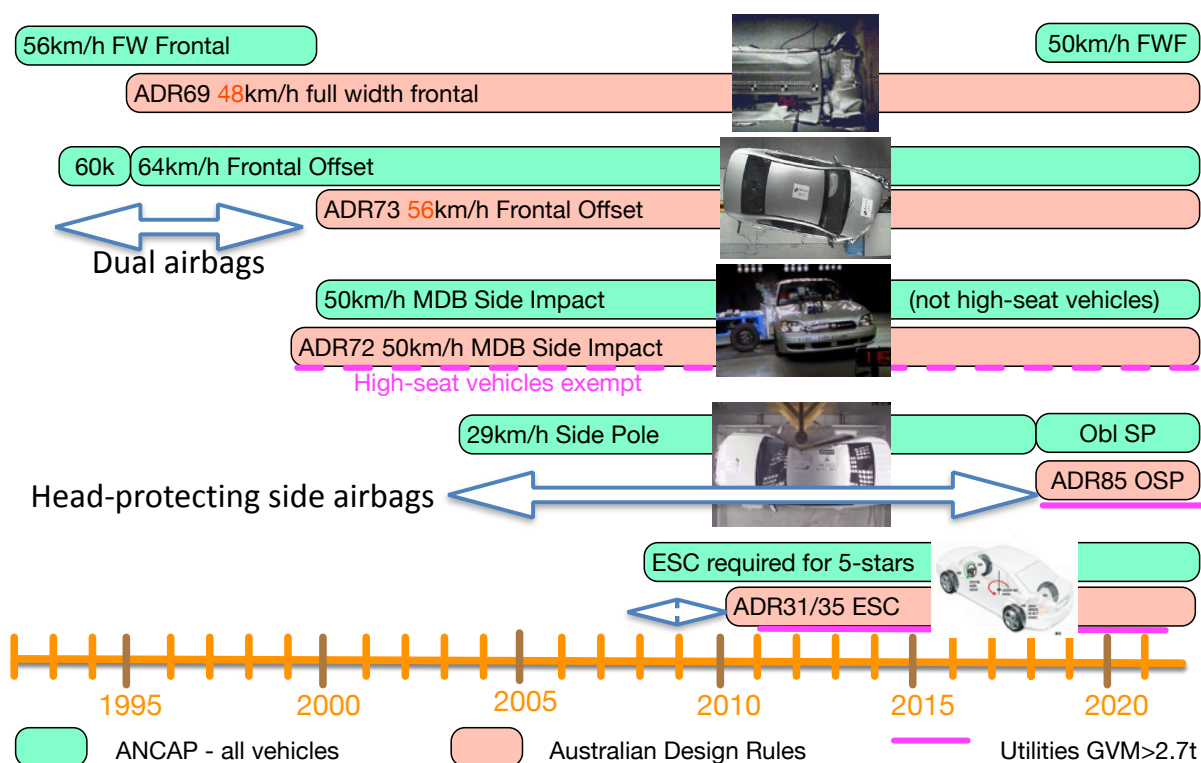 56km/h FW Frontal
50km/h FWF
ADR69 48km/h full width frontal
60k
64km/h Frontal Offset
ADR73 56km/h Frontal Offset
Dual airbags
50km/h MDB Side Impact
(not high-seat vehicles)
ADR72 50km/h MDB Side Impact
High-seat vehicles exempt
29km/h Side Pole
Obl SP
ADR85 OSP
Head-protecting side airbags
ESC required for 5-stars
ADR31/35 ESC
1995
2000
2005
2010
2015
2020
ANCAP - all vehicles
Australian Design Rules
Utilities GVM>2.7t